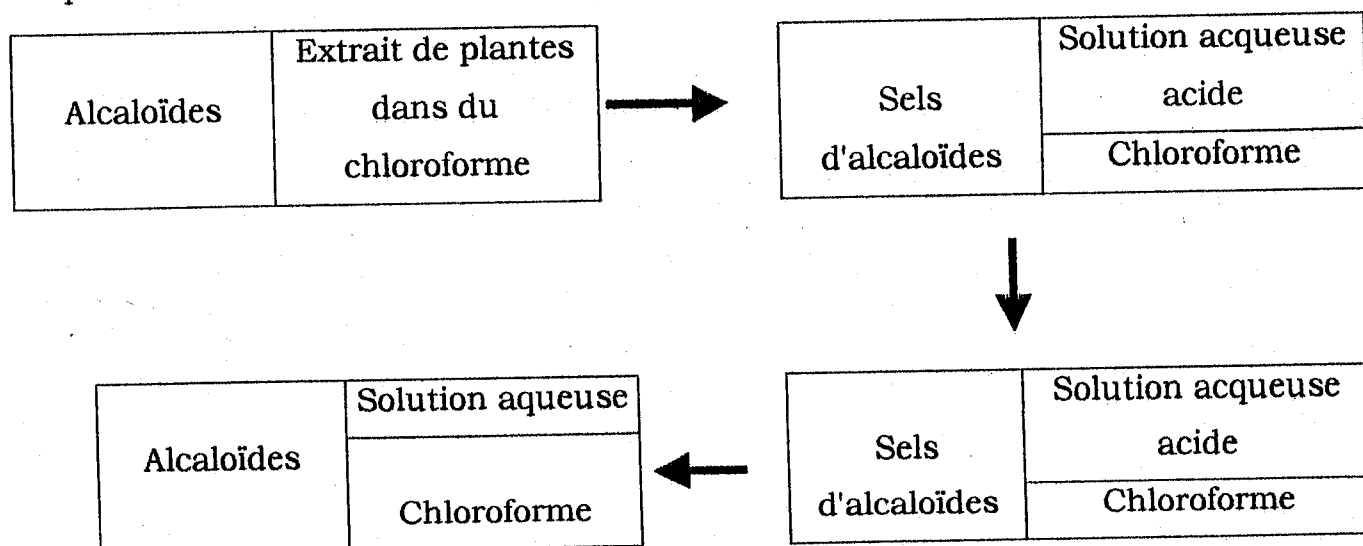 Alcaloïdes
Extrait de plantes
dans du
chloroforme
Sels
d'alcaloïdes
Solution acqueuse
acide
Chloroforme
Alcaloïdes
Solution aqueuse
Chloroforme
Sels
d'alcaloïdes
Solution acqueuse
acide
Chloroforme